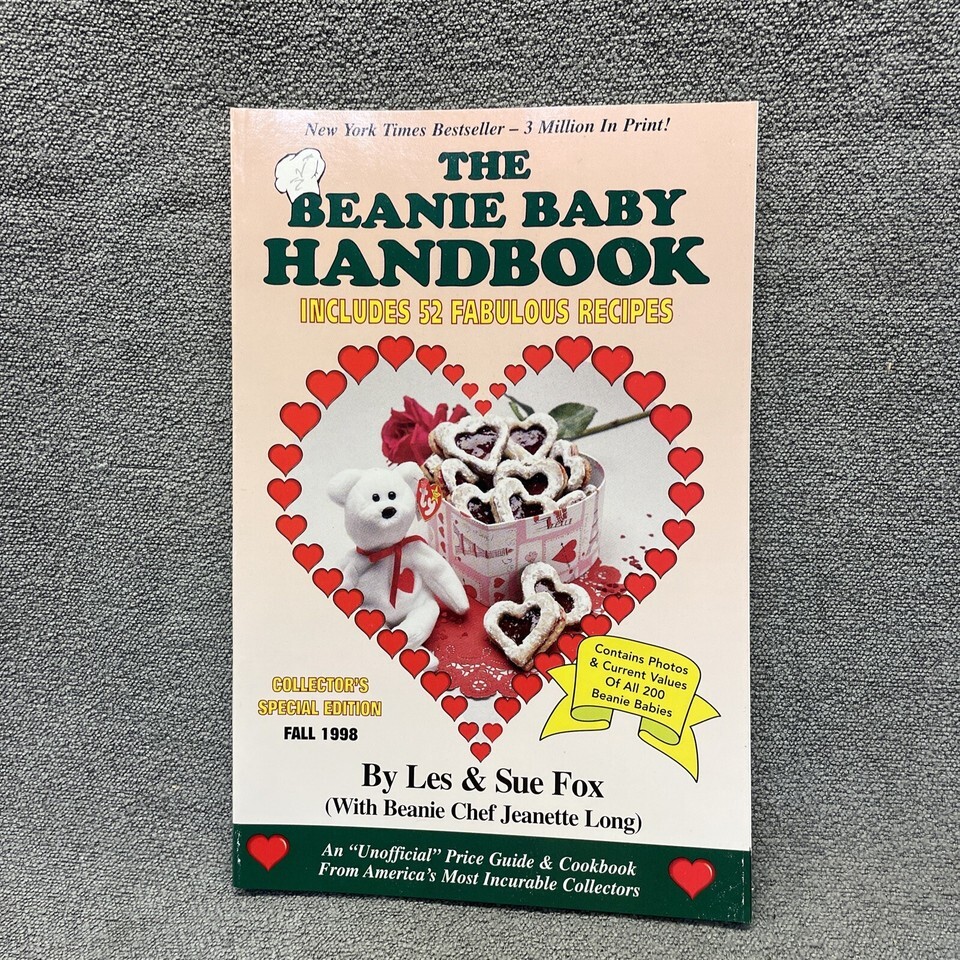 New York Times Bestseller – 3 Million In Print!
THE
BEANIE BABY
HANDBOOK
INCLUDES 52 FABULOUS RECIPES
ty
COLLECTOR'S
SPECIAL EDITION
FALL 1998
Contains Photos
& Current Values
Of All 200
Beanie Babies
By Les & Sue Fox
(With Beanie Chef Jeanette Long)
An “Unofficial” Price Guide & Cookbook
From America's Most Incurable Collectors